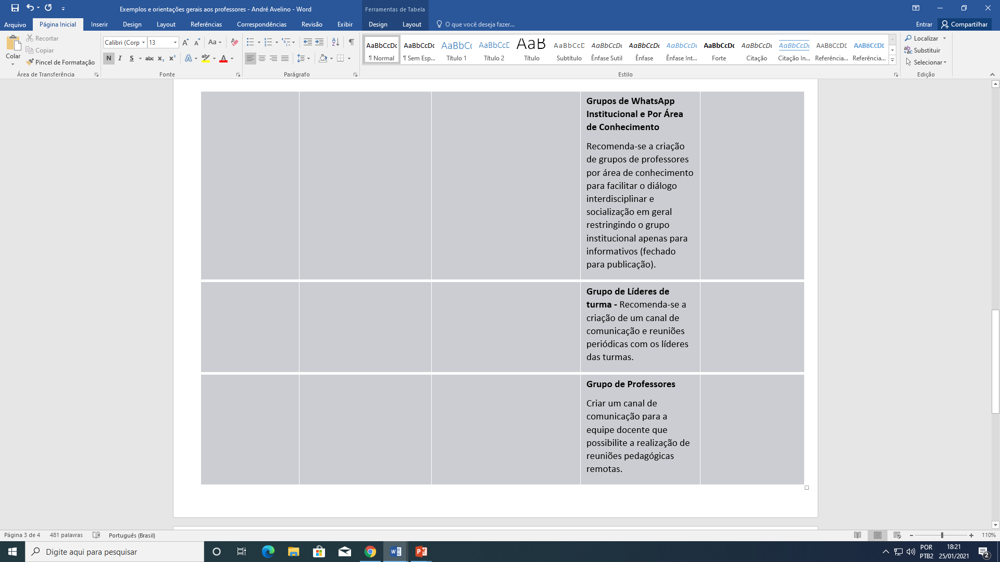 Exemplos e orientações gerais aos professores - André Avelino - Word
Ferramentas de Tabela
Arquivo
Página Inicial
Inserir
Design
Layout
Referências
Correspondências
Revisão
Exibir
Design
Layout
O que você deseja fazer...
Entrar
Compartilhar
Colar
Recortar
Copiar
Pincel de Formatação
Área de Transferência
Calibri (Corp
13
Aa
N I S abc x₂ x²
A
Fonte
Parágrafo
AaBbCcDc
¶ Normal
AaBbCcDc
¶ Sem Esp...
AaBbCc
Título 1
AaBbCcD
Título 2
AaB
Título
AaBbCcD
Subtítulo
AaBbCcDc
Ênfase Sutil
AaBbCcDc
Ênfase
AaBbCcDc
Ênfase Int...
AaBbCcDc
Forte
AaBbCcDc
Citação
AaBbCcDc
Citação In...
AABBCCDE
Referência...
AABBCCDE
Referência...
Estilo
Localizar
Substituir
Selecionar
Edição
Grupos de WhatsApp
Institucional e Por Área
de Conhecimento
Recomenda-se a criação
de grupos de professores
por área de conhecimento
para facilitar o diálogo
interdisciplinar e
socialização em geral
restringindo o grupo
institucional apenas para
informativos (fechado
para publicação).
Grupo de Líderes de
turma - Recomenda-se a
criação de um canal de
comunicação e reuniões
periódicas com os líderes
das turmas.
Grupo de Professores
Criar um canal de
comunicação para a
equipe docente que
possibilite a realização de
reuniões pedagógicas
remotas.
Página 3 de 4
481 palavras
Português (Brasil)
110%
Digite aqui para pesquisar
POR
PTB2
18:21
25/01/2021
2